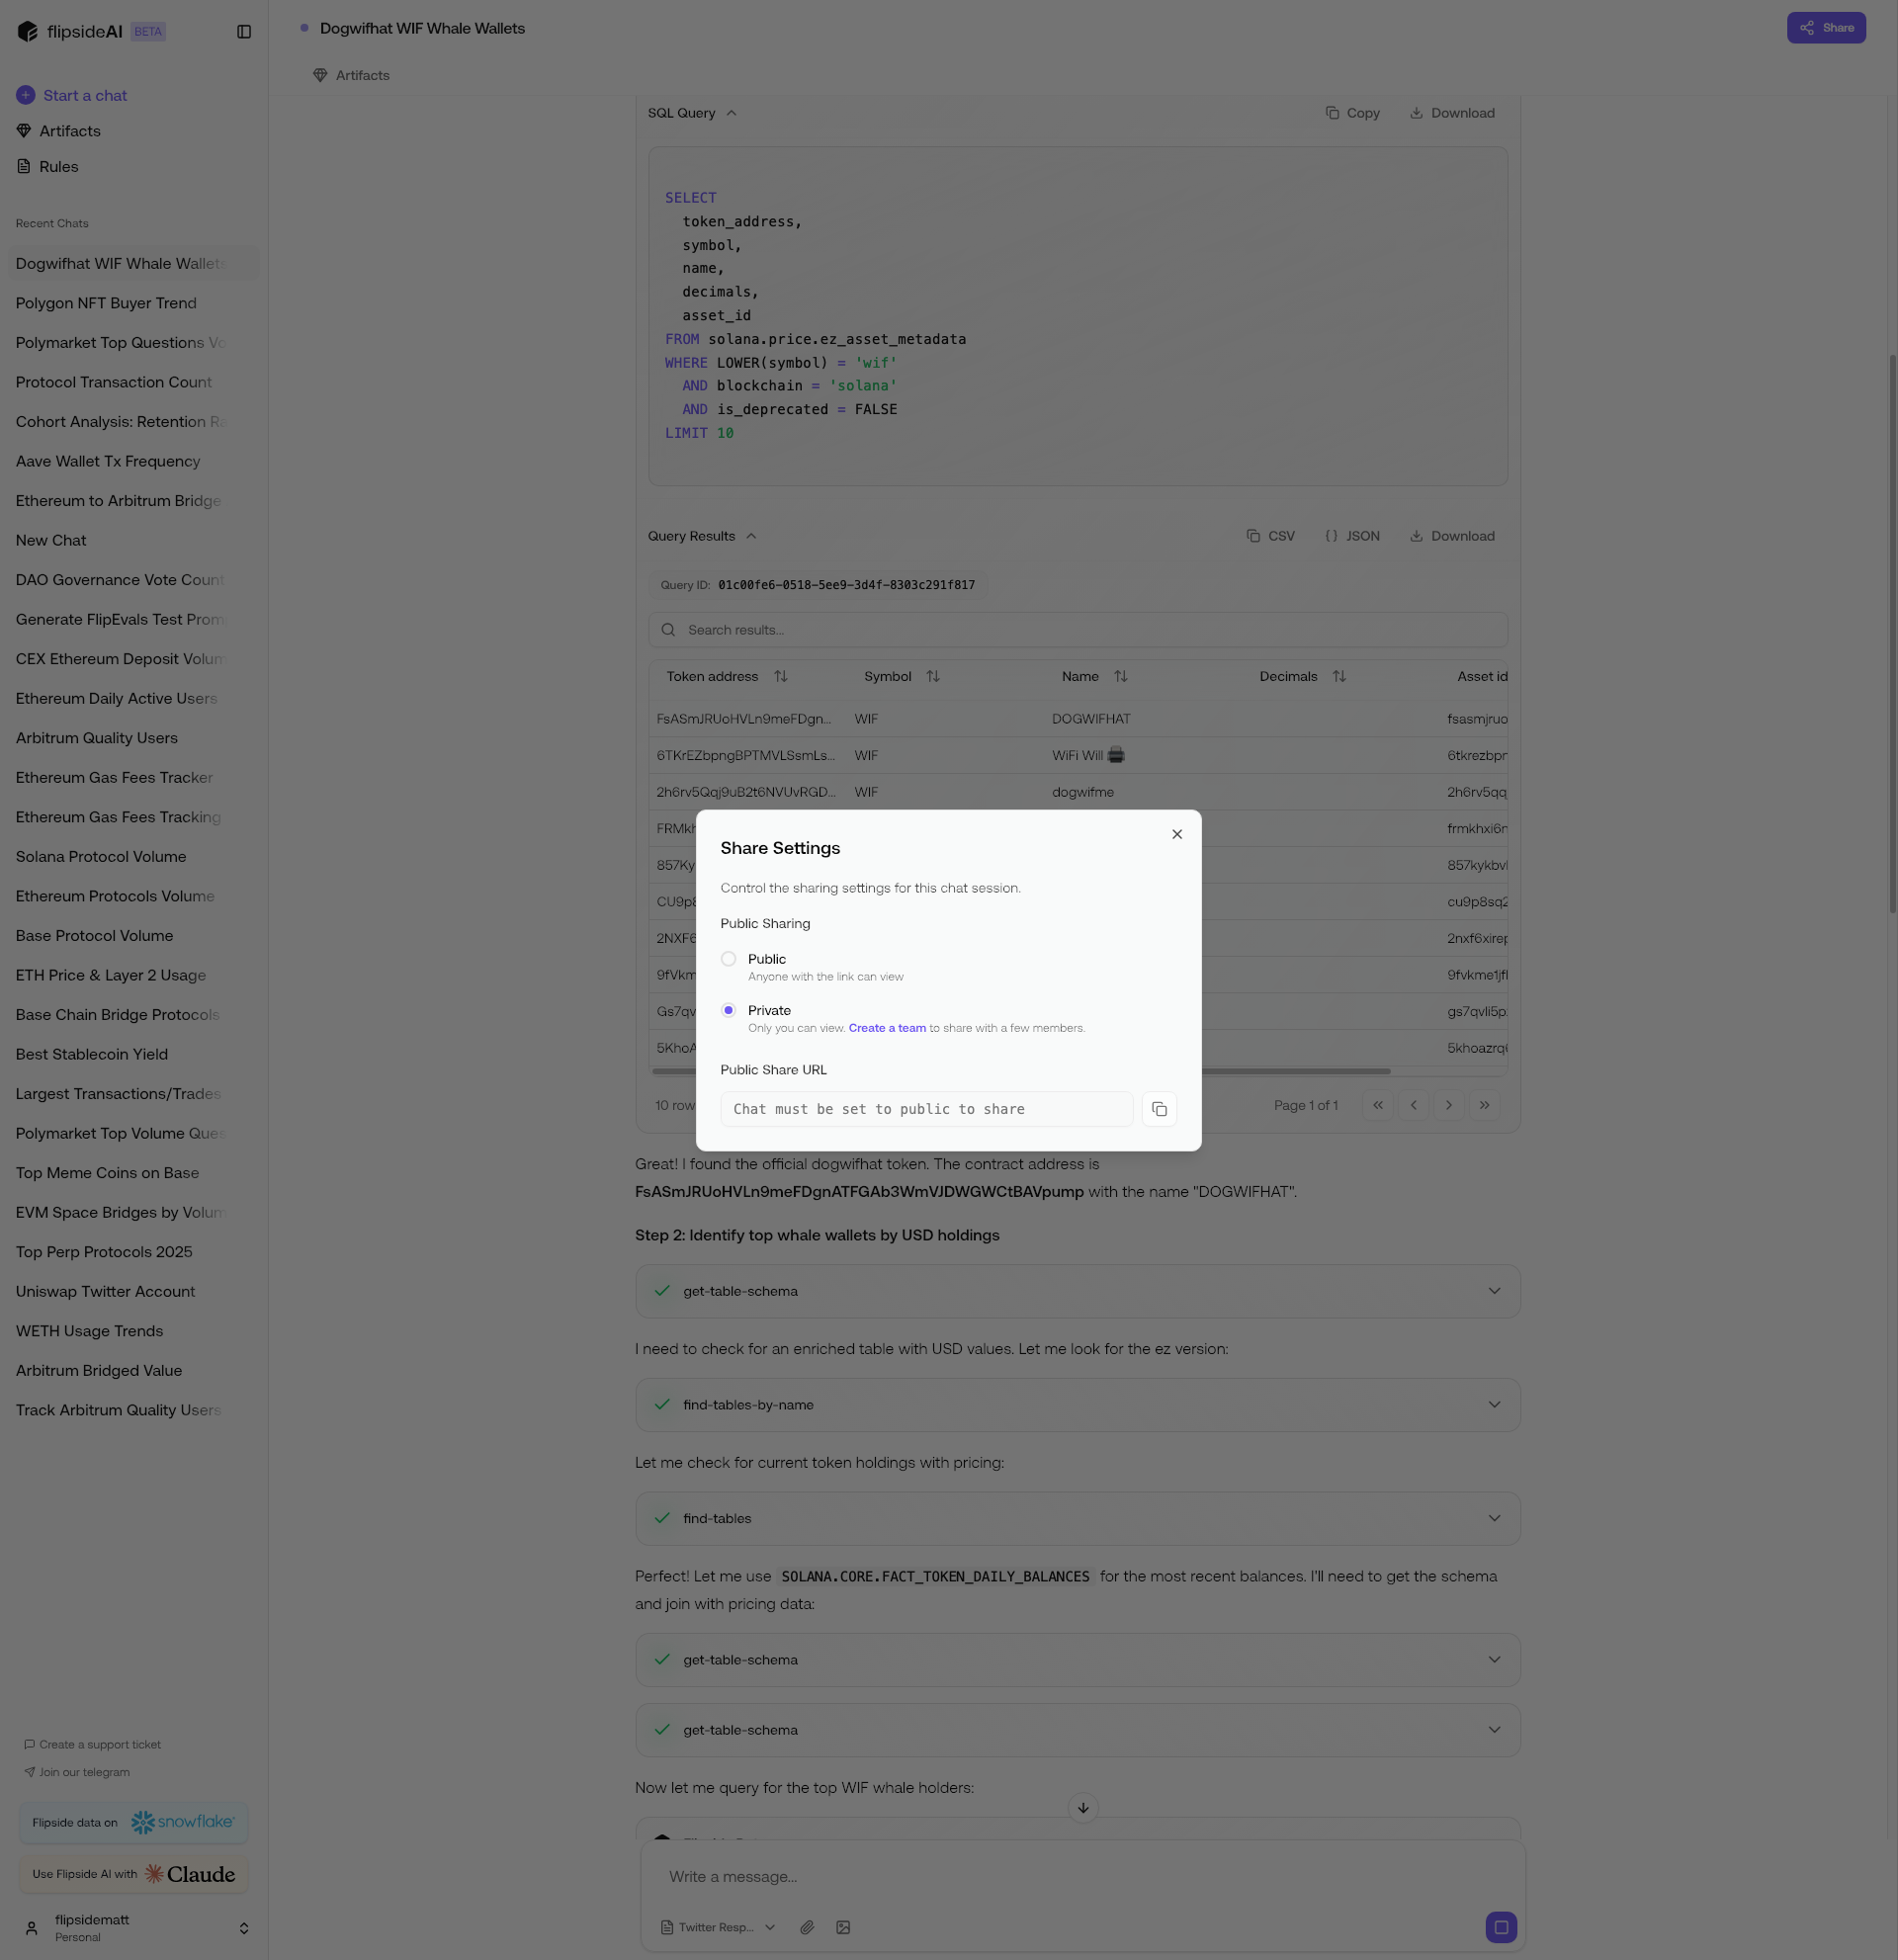 flipsideAI BETA
Start a chat
Artifacts
Rules
Recent Chats
Dogwifhat WIF Whale Wallets
Polygon NFT Buyer Trend
Polymarket Top Questions Vo
Protocol Transaction Count
Cohort Analysis: Retention Ra
Aave Wallet Tx Frequency
Ethereum to Arbitrum Bridge
New Chat
DAO Governance Vote Count
Generate FlipEvals Test Prom
CEX Ethereum Deposit Volum
Ethereum Daily Active Users
Arbitrum Quality Users
Ethereum Gas Fees Tracker
Ethereum Gas Fees Tracking
Solana Protocol Volume
Ethereum Protocols Volume
Base Protocol Volume
ETH Price & Layer 2 Usage
Base Chain Bridge Protocols
Best Stablecoin Yield
Largest Transactions/Trades
Polymarket Top Volume Ques
Top Meme Coins on Base
EVM Space Bridges by Volum
Top Perp Protocols 2025
Uniswap Twitter Account
WETH Usage Trends
Arbitrum Bridged Value
Track Arbitrum Quality Users
Create a support ticket
Join our telegram
Flipside data on snowflake
Use Flipside AI with Claude
flipsidematt
Personal
Dogwifhat WIF Whale Wallets
Share
Artifacts
SQL Query Copy Download
SELECT
token_address,
symbol,
name,
decimals,
asset_id
FROM solana.price.ez_asset_metadata
WHERE LOWER(symbol) = 'wif'
AND blockchain = 'solana'
AND is_deprecated = FALSE
LIMIT 10
Query Results CSV JSON Download
Query ID: 01c00fe6-0518-5ee9-3d4f-8303c291f817
Search results...
Token address Symbol Name Decimals Asset id
FsASmJRUoHVLn9meFDgn... WIF DOGWIFHAT fsasmjruo
6TKrEZbpngBPTMVLSsmLs... WIF WiFi Will 6tkrezbpn
2h6rv5Qqj9uB2t6NVUvRGD... WIF dogwifme 2h6rv5qq
FRMkh frmkhxi6n
857Ky 857kykbvl
CU9p8 cu9p8sq2
2NXF6 2nxf6xirep
9fVkm 9fvkme1jfl
Gs7qv gs7qvli5p
5KhoA 5khoazrq
10 row Page 1 of 1
Share Settings
Control the sharing settings for this chat session.
Public Sharing
Public
Anyone with the link can view
Private
Only you can view. Create a team to share with a few members.
Public Share URL
Chat must be set to public to share
Great! I found the official dogwifhat token. The contract address is
FsASmJRUoHVLn9meFDgnATFGAb3WmVJDWGWCtBAVpump with the name "DOGWIFHAT".
Step 2: Identify top whale wallets by USD holdings
get-table-schema
I need to check for an enriched table with USD values. Let me look for the ez version:
find-tables-by-name
Let me check for current token holdings with pricing:
find-tables
Perfect! Let me use SOLANA.CORE.FACT_TOKEN_DAILY_BALANCES for the most recent balances. I'll need to get the schema
and join with pricing data:
get-table-schema
get-table-schema
Now let me query for the top WIF whale holders:
Write a message...
Twitter Resp...